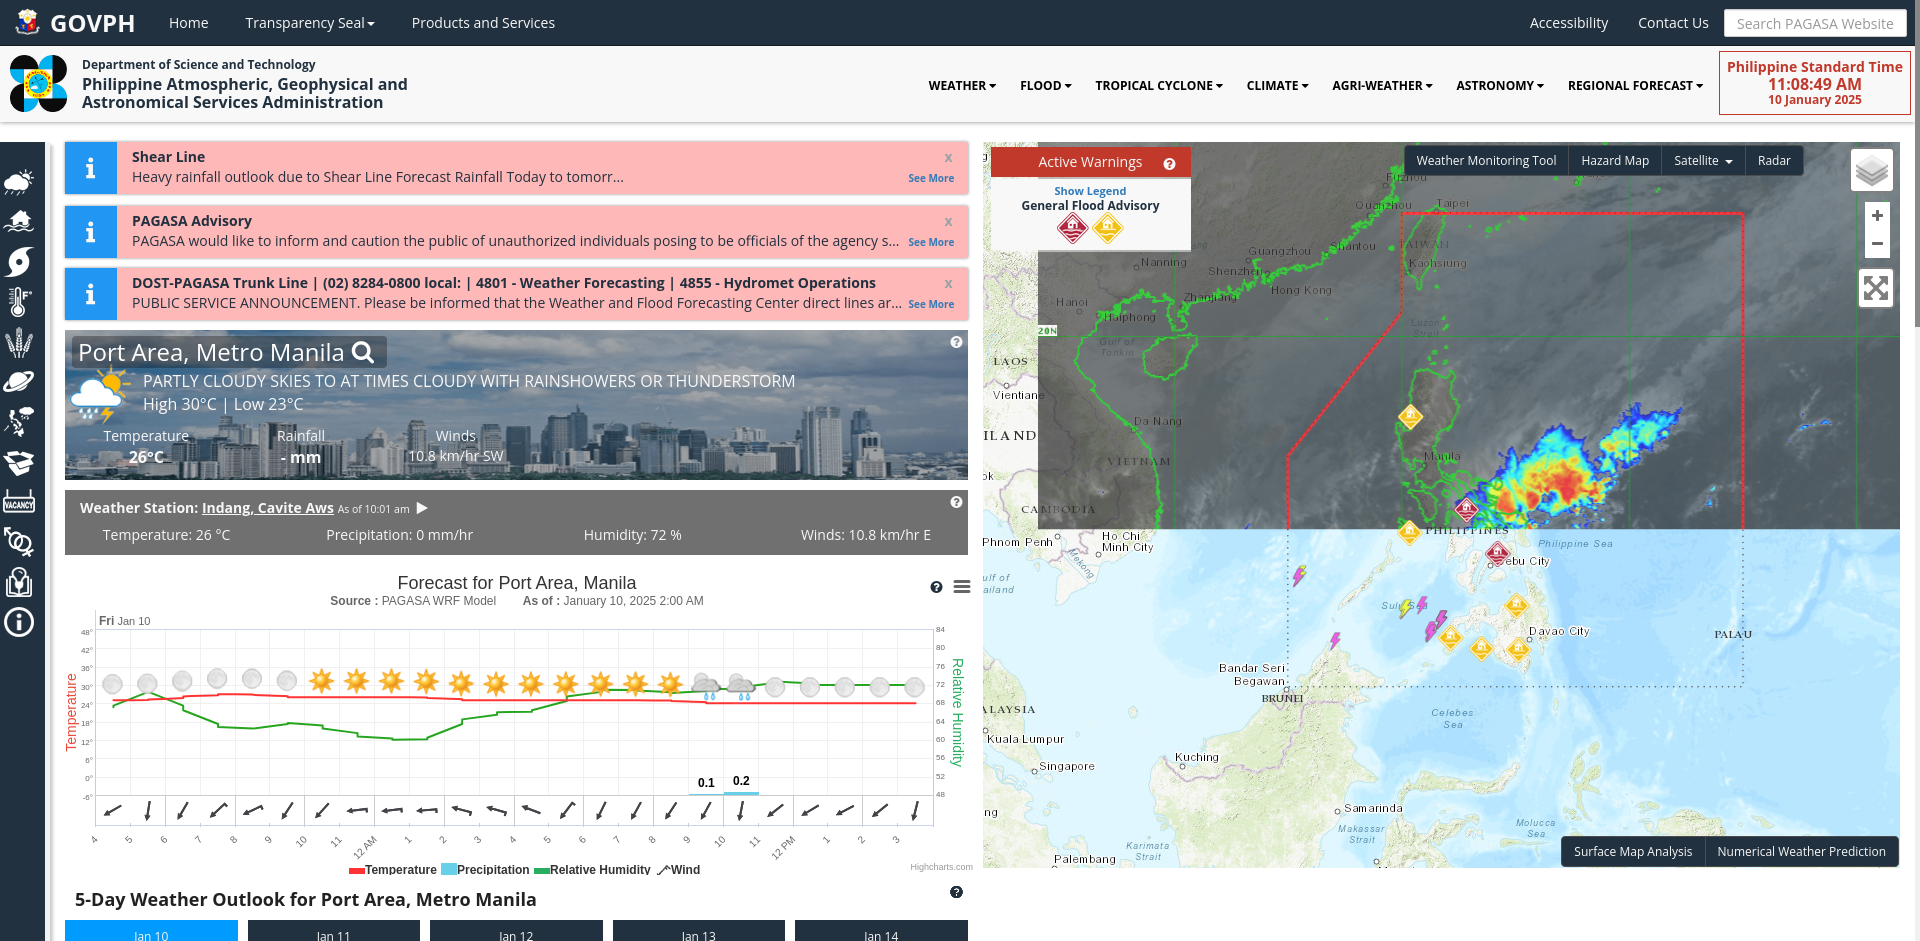 GOVPH
Home
Transparency Seal
Products and Services
Accessibility
Contact Us
Search PAGASA Website
Department of Science and Technology
Philippine Atmospheric, Geophysical and
Astronomical Services Administration
WEATHER
FLOOD
TROPICAL CYCLONE
CLIMATE
AGRI-WEATHER
ASTRONOMY
REGIONAL FORECAST
Philippine Standard Time
11:08:49 AM
10 January 2025
VACANCY
Shear Line
x
Heavy rainfall outlook due to Shear Line Forecast Rainfall Today to tomorr...
See More
PAGASA Advisory
x
PAGASA would like to inform and caution the public of unauthorized individuals posing to be officials of the agency s...
See More
DOST-PAGASA Trunk Line | (02) 8284-0800 local: | 4801 - Weather Forecasting | 4855 - Hydromet Operations
x
PUBLIC SERVICE ANNOUNCEMENT. Please be informed that the Weather and Flood Forecasting Center direct lines ar...
See More
Port Area, Metro Manila
PARTLY CLOUDY SKIES TO AT TIMES CLOUDY WITH RAINSHOWERS OR THUNDERSTORM
High 30°C | Low 23°C
Temperature
Rainfall
Winds
26°C
- mm
10.8 km/hr SW
Weather Station: Indang, Cavite Aws As of 10:01 am
Temperature: 26 °C
Precipitation: 0 mm/hr
Humidity: 72 %
Winds: 10.8 km/hr E
Forecast for Port Area, Manila
Source : PAGASA WRF Model
As of : January 10, 2025 2:00 AM
Fri Jan 10
Temperature
48°
42°
36°
30°
24°
18°
12°
6°
0°
-6°
Relative Humidity
84
80
76
72
68
64
60
56
52
48
0.1
0.2
4
5
6
7
8
9
10
11
12 AM
1
2
3
4
5
6
7
8
9
10
11
12 PM
1
2
3
Temperature
Precipitation
Relative Humidity
Wind
Highcharts.com
5-Day Weather Outlook for Port Area, Metro Manila
Jan 10
Jan 11
Jan 12
Jan 13
Jan 14
Active Warnings
Show Legend
General Flood Advisory
Weather Monitoring Tool
Hazard Map
Satellite
Radar
+
−
Fuzhou
Quanzhou
Taipei
TAIWAN
Kaohsiung
Guangzhou
Shantou
Nanning
Shenzhen
Hong Kong
Zhanjiang
Hanoi
Haiphong
20N
Gulf of
Tonkin
Luzon
Strait
LAOS
Vientiane
Da Nang
ILAND
VIETNAM
Manila
ok
CAMBODIA
PHILIPPINES
Phnom Penh
Ho Chi
Minh City
Philippine Sea
Mekong
ebu City
ulf of
ailand
Sulu Sea
Davao City
PALAU
Bandar Seri
Begawan
BRUNEI
ALAYSIA
Celebes
Sea
Kuala Lumpur
Kuching
Singapore
ng
Samarinda
Makassar
Strait
Molucca
Sea
Karimata
Strait
Palembang
Surface Map Analysis
Numerical Weather Prediction